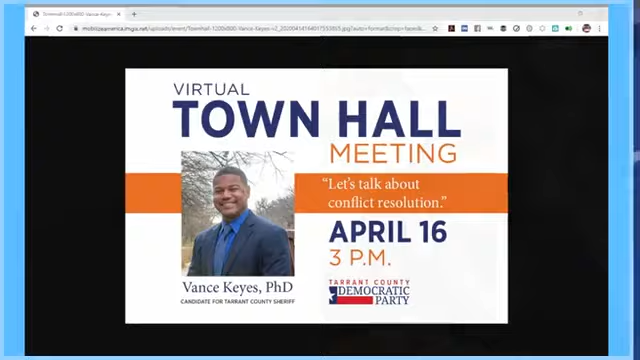 VIRTUAL
TOWN HALL
MEETING
“Let’s talk about
conflict resolution.”
APRIL 16
3 P.M.
Vance Keyes, PhD
CANDIDATE FOR TARRANT COUNTY SHERIFF
TARRANT COUNTY
DEMOCRATIC
PARTY